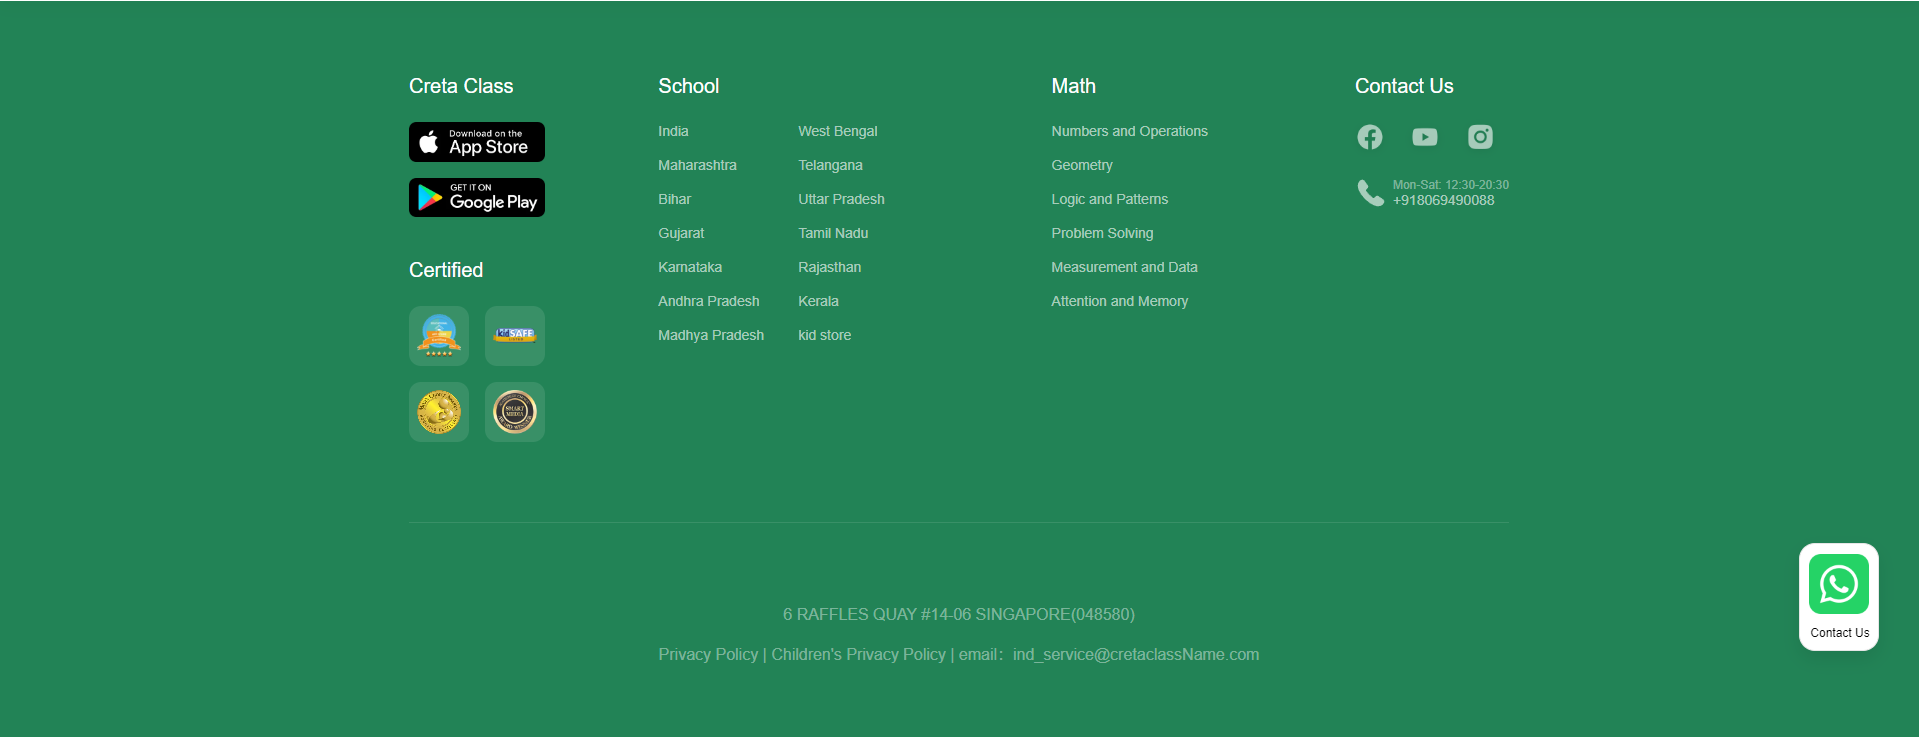 Creta Class
Download on the
App Store
GET IT ON
Google Play
Certified
kidSAFE
SMART
MEDIA
School
India
Maharashtra
Bihar
Gujarat
Karnataka
Andhra Pradesh
Madhya Pradesh
West Bengal
Telangana
Uttar Pradesh
Tamil Nadu
Rajasthan
Kerala
kid store
Math
Numbers and Operations
Geometry
Logic and Patterns
Problem Solving
Measurement and Data
Attention and Memory
Contact Us
Mon-Sat: 12:30-20:30
+918069490088
6 RAFFLES QUAY #14-06 SINGAPORE(048580)
Privacy Policy | Children's Privacy Policy | email：ind_service@cretaclassName.com
Contact Us